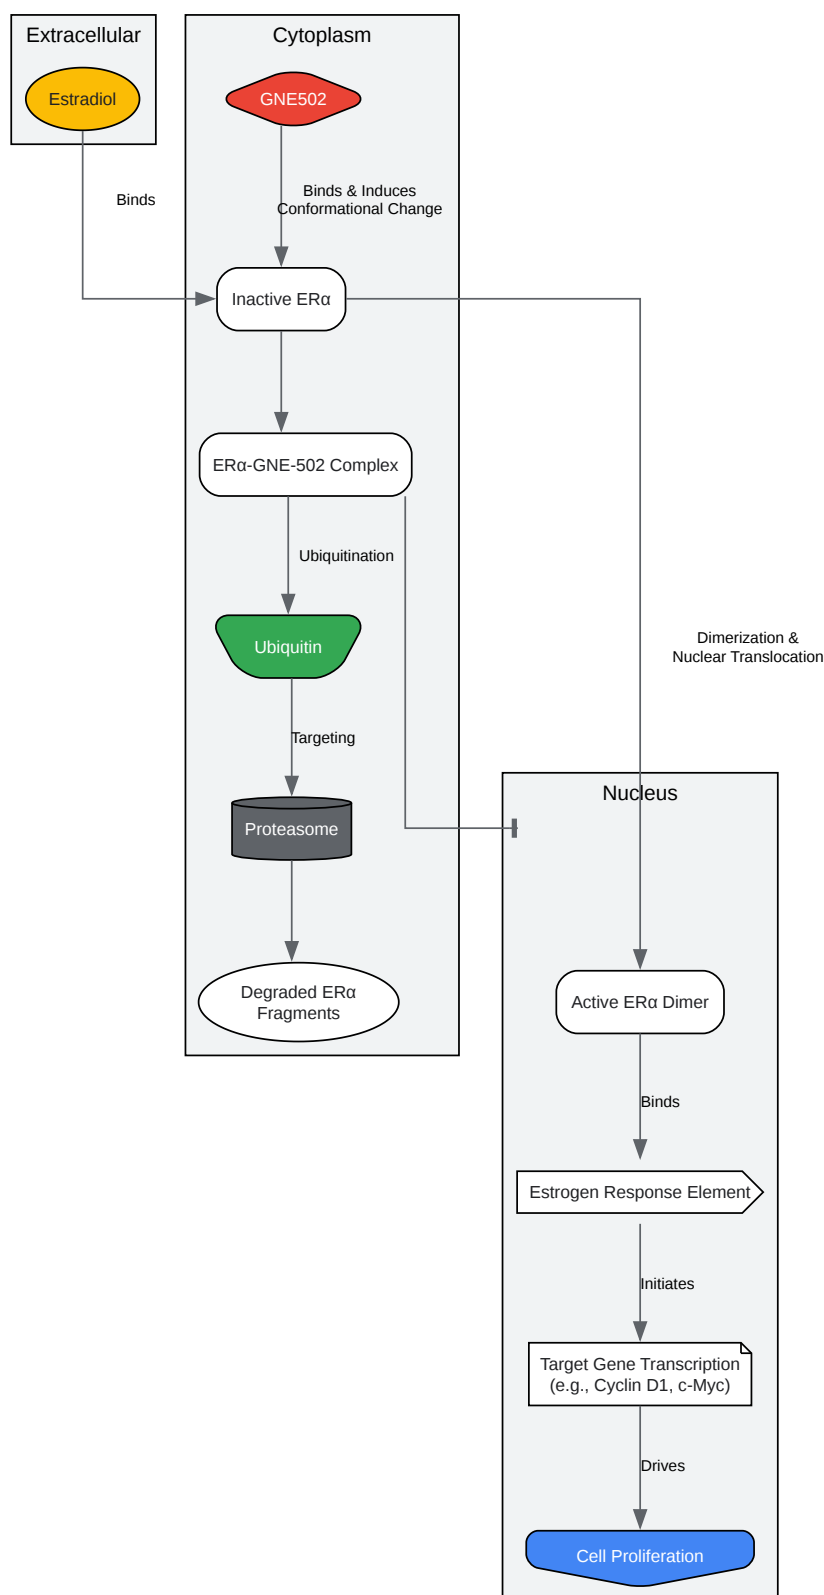 Extracellular
Cytoplasm
Estradiol
GNE502
Binds
Binds & Induces
Conformational Change
Inactive ERα
ERα-GNE-502 Complex
Ubiquitination
Ubiquitin
Dimerization &
Nuclear Translocation
Targeting
Nucleus
Proteasome
Degraded ERα
Fragments
Active ERα Dimer
Binds
Estrogen Response Element
Initiates
Target Gene Transcription
(e.g., Cyclin D1, c-Myc)
Drives
Cell Proliferation